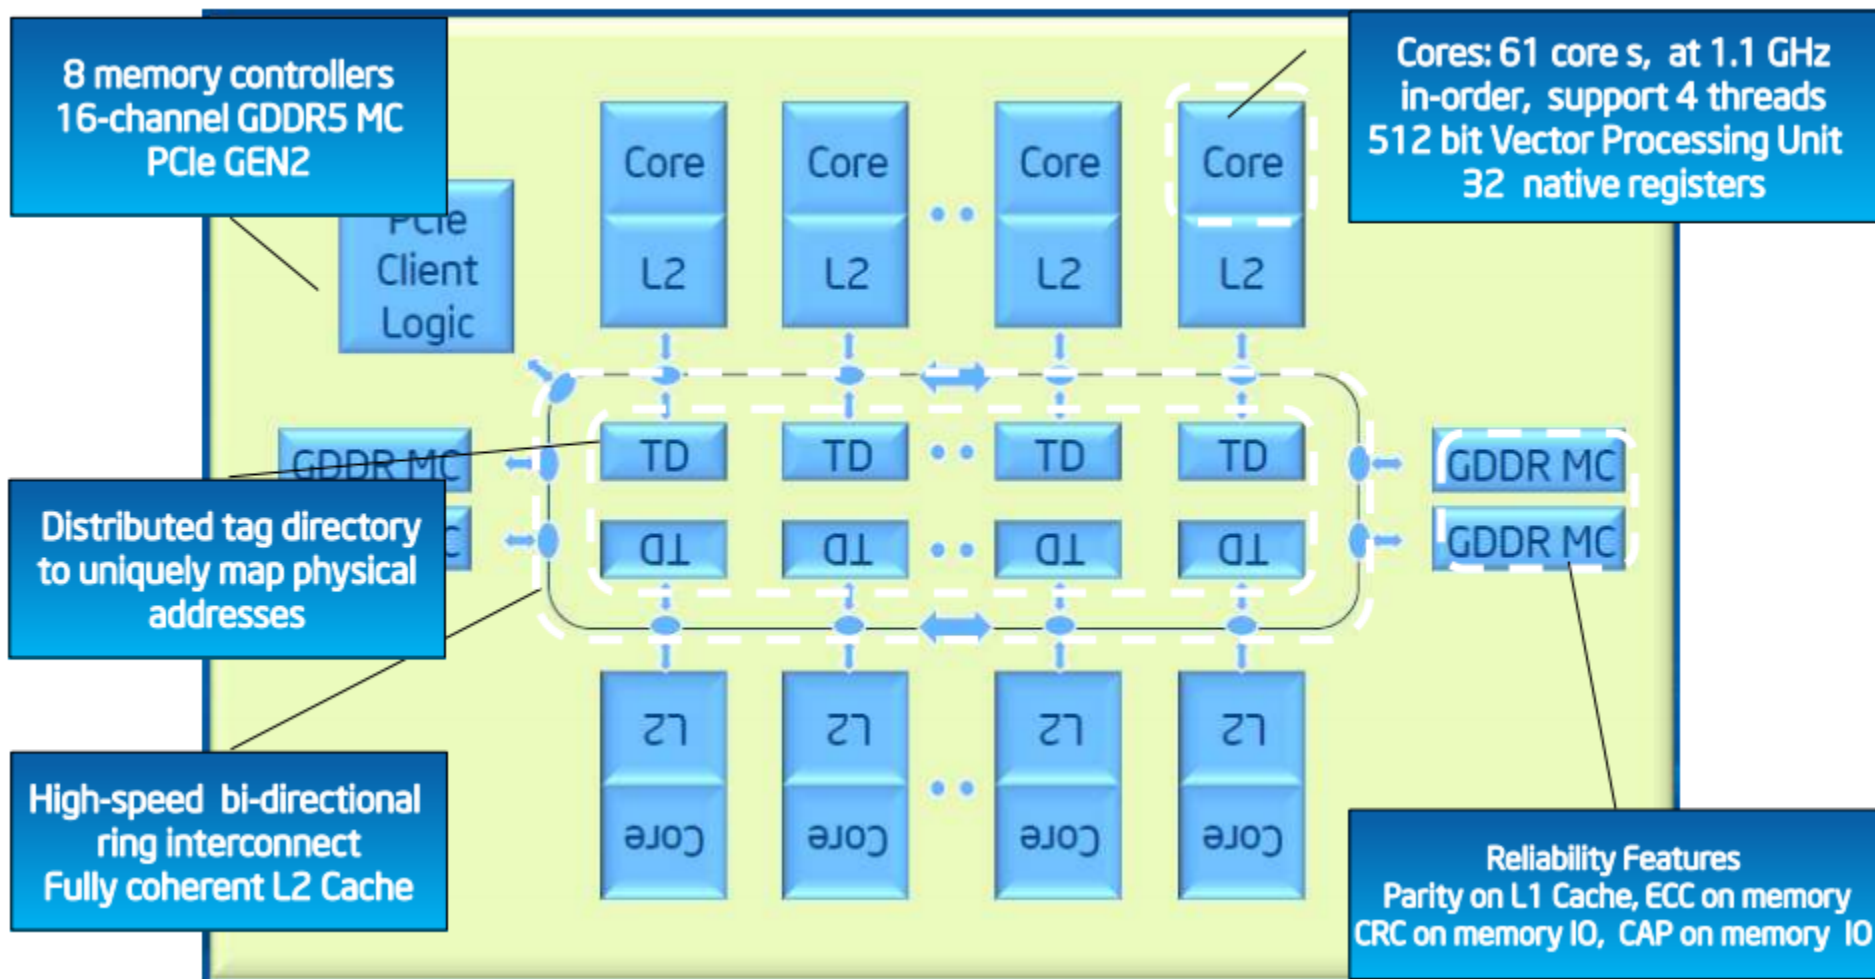 8 memory controllers
16-channel GDDR5 MC
PCIe GEN2
Cores: 61 core s, at 1.1 GHz
in-order, support 4 threads
512 bit Vector Processing Unit
32 native registers
PCIe
Client
Logic
Core
Core
Core
Core
L2
L2
L2
L2
GDDR MC
TD
TD
TD
TD
GDDR MC
Distributed tag directory
to uniquely map physical
addresses
C
TD
TD
TD
TD
GDDR MC
L2
L2
L2
L2
Core
Core
Core
Core
High-speed bi-directional
ring interconnect
Fully coherent L2 Cache
Reliability Features
Parity on L1 Cache, ECC on memory
CRC on memory IO, CAP on memory IO